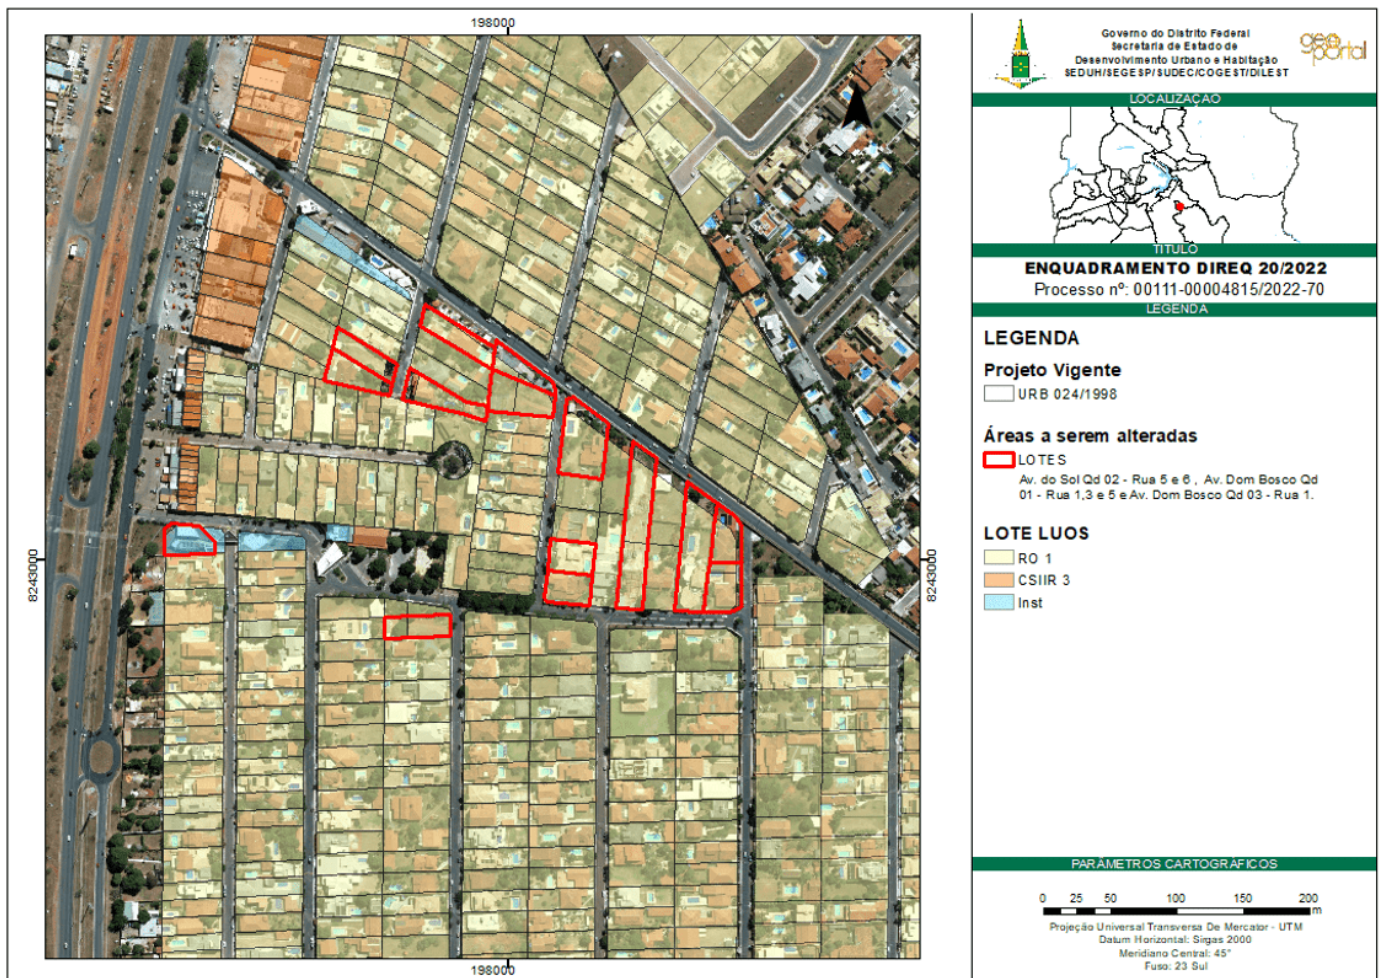 198000
8243000
8243000
198000
Governo do Distrito Federal
Secretaria de Estado de
Desenvolvimento Urbano e Habitação
SEDUH/SEGESP/SUDEC/COGEST/DILEST
geo
portal
LOCALIZAÇÃO
TITULO
ENQUADRAMENTO DIREQ 20/2022
Processo nº: 00111-00004815/2022-70
LEGENDA
LEGENDA
Projeto Vigente
URB 024/1998
Áreas a serem alteradas
LOTES
Av. do Sol Qd 02 - Rua 5 e 6 , Av. Dom Bosco Qd
01 - Rua 1,3 e 5 e Av. Dom Bosco Qd 03 - Rua 1.
LOTE LUOS
RO 1
CSIIR 3
Inst
PARÂMETROS CARTOGRÁFICOS
0 25 50 100 150 200
m
Projeção Universal Transversa De Mercator - UTM
Datum Horizontal: Sirgas 2000
Meridiano Central: 45°
Fuso: 23 Sul